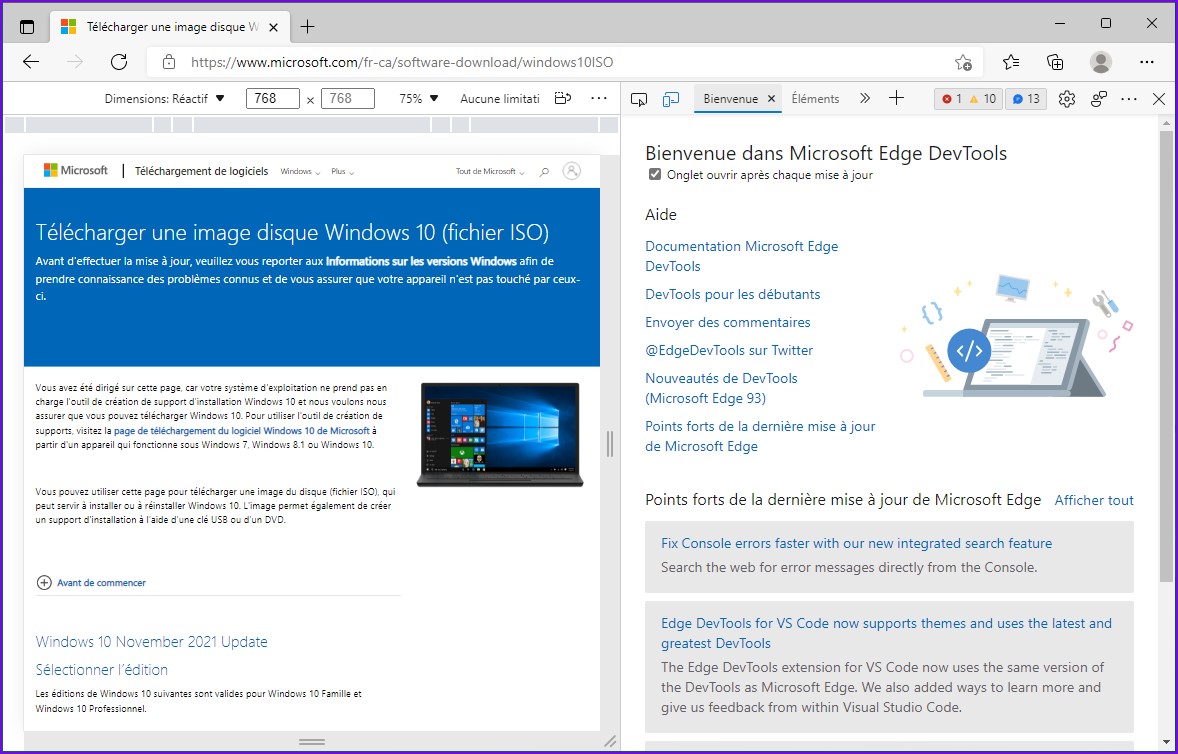 Télécharger une image disque W
https://www.microsoft.com/fr-ca/software-download/windows10ISO
Dimensions: Réactif 768 x 768 75% Aucune limitati
Bienvenue Éléments 1 10 13
Microsoft Téléchargement de logiciels Windows Plus Tout de Microsoft
Télécharger une image disque Windows 10 (fichier ISO)
Avant d'effectuer la mise à jour, veuillez vous reporter aux Informations sur les versions Windows afin de
prendre connaissance des problèmes connus et de vous assurer que votre appareil n'est pas touché par ceux-
ci.
Vous avez été dirigé sur cette page, car votre système d'exploitation ne prend pas en
charge l'outil de création de support d'installation Windows 10 et nous voulons nous
assurer que vous pouvez télécharger Windows 10. Pour utiliser l'outil de création de
supports, visitez la page de téléchargement du logiciel Windows 10 de Microsoft à
partir d'un appareil qui fonctionne sous Windows 7, Windows 8.1 ou Windows 10.
Vous pouvez utiliser cette page pour télécharger une image du disque (fichier ISO), qui
peut servir à installer ou à réinstaller Windows 10. L'image permet également de créer
un support d'installation à l'aide d'une clé USB ou d'un DVD.
Avant de commencer
Windows 10 November 2021 Update
Sélectionner l'édition
Les éditions de Windows 10 suivantes sont valides pour Windows 10 Famille et
Windows 10 Professionnel.
Bienvenue dans Microsoft Edge DevTools
Onglet ouvrir après chaque mise à jour
Aide
Documentation Microsoft Edge
DevTools
DevTools pour les débutants
Envoyer des commentaires
@EdgeDevTools sur Twitter
Nouveautés de DevTools
(Microsoft Edge 93)
Points forts de la dernière mise à jour
de Microsoft Edge
Points forts de la dernière mise à jour de Microsoft Edge Afficher tout
Fix Console errors faster with our new integrated search feature
Search the web for error messages directly from the Console.
Edge DevTools for VS Code now supports themes and uses the latest and
greatest DevTools
The Edge DevTools extension for VS Code now uses the same version of
the DevTools as Microsoft Edge. We also added ways to learn more and
give us feedback from within Visual Studio Code.